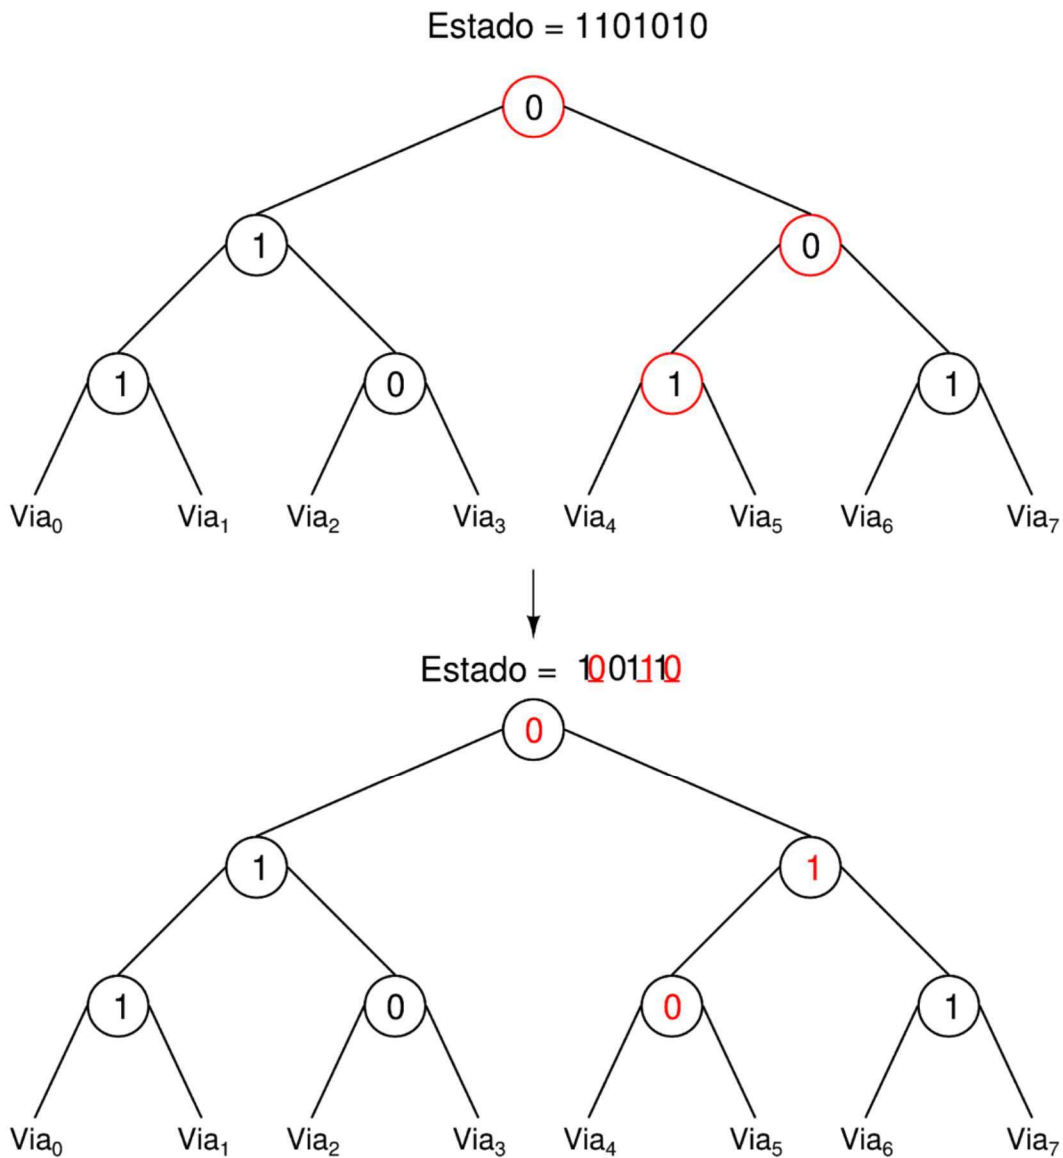 Estado = 1101010
0
1 0
1 0 1 1
Via₀ Via₁ Via₂ Via₃ Via₄ Via₅ Via₆ Via₇
Estado = 1001110
0
1 1
1 0 0 1
Via₀ Via₁ Via₂ Via₃ Via₄ Via₅ Via₆ Via₇